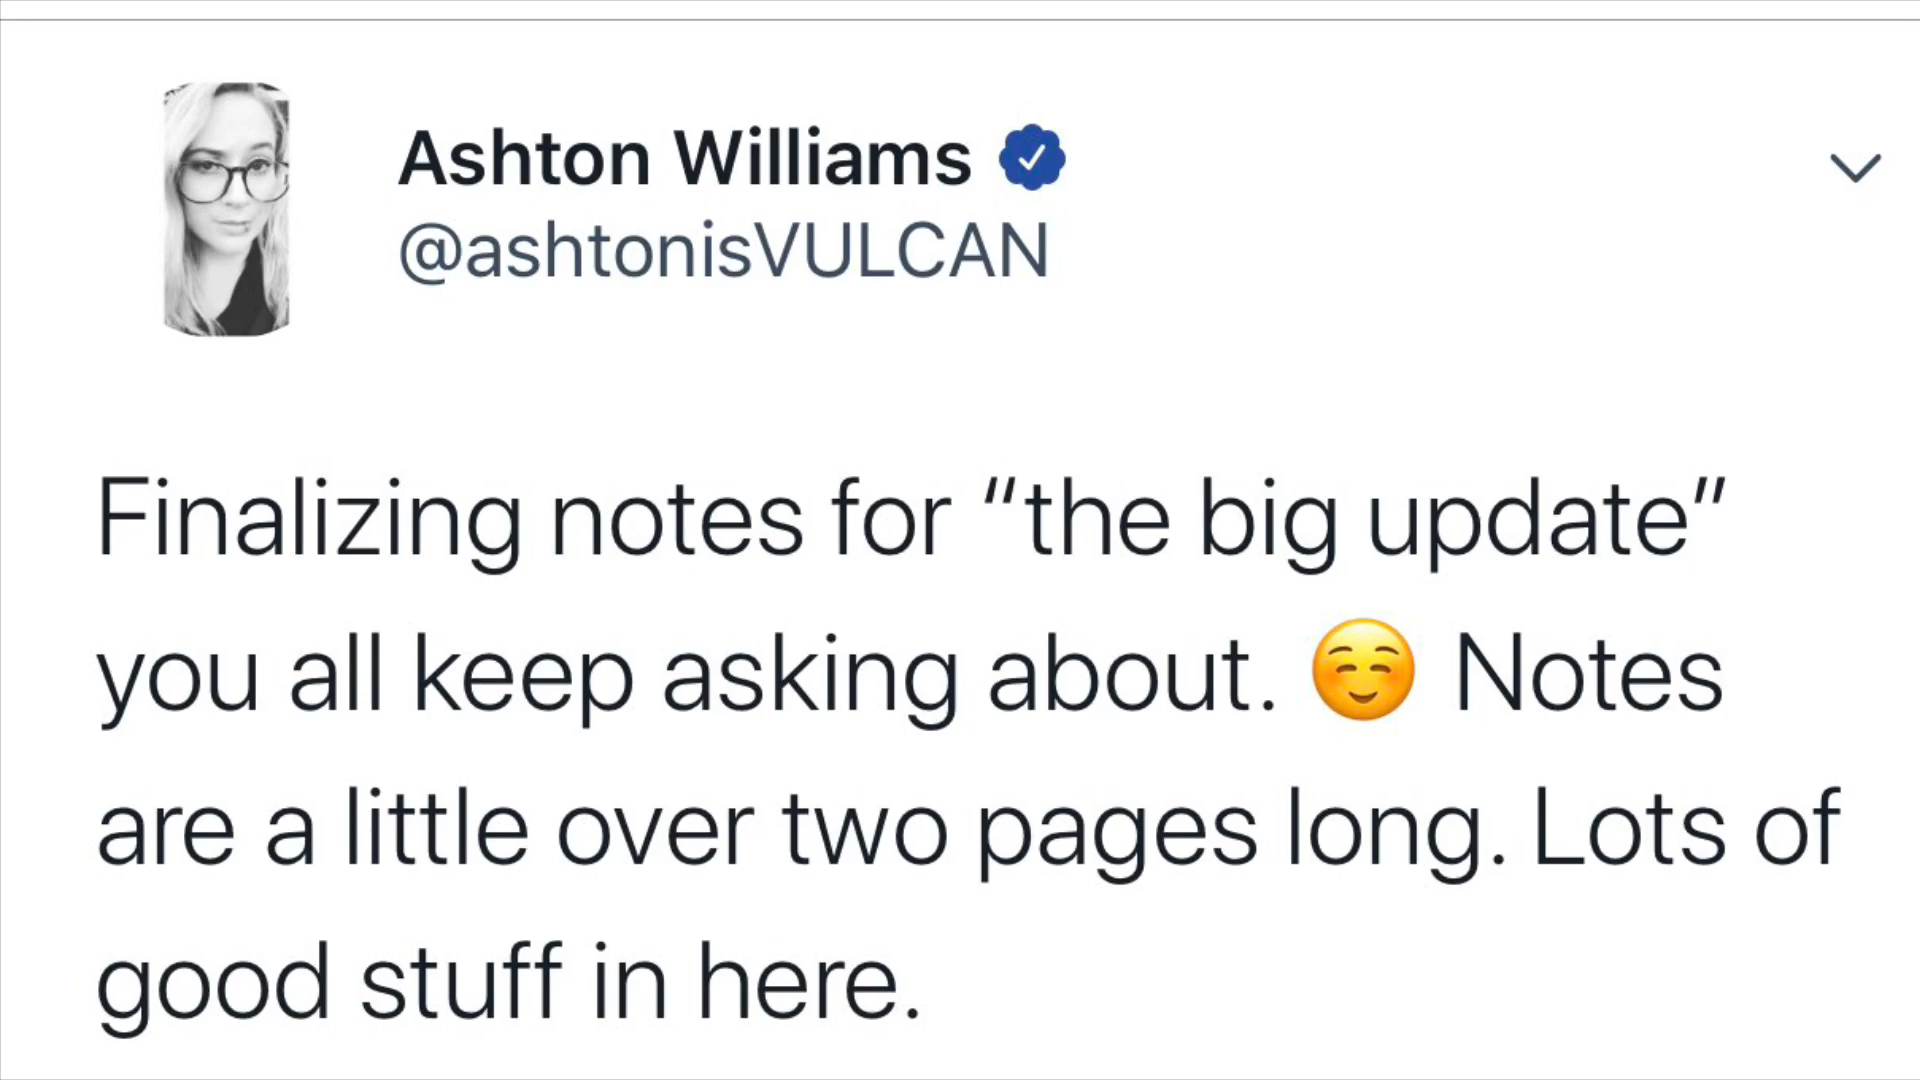 Ashton Williams
@ashtonisVULCAN
Finalizing notes for “the big update”
you all keep asking about. ☺️ Notes
are a little over two pages long. Lots of
good stuff in here.